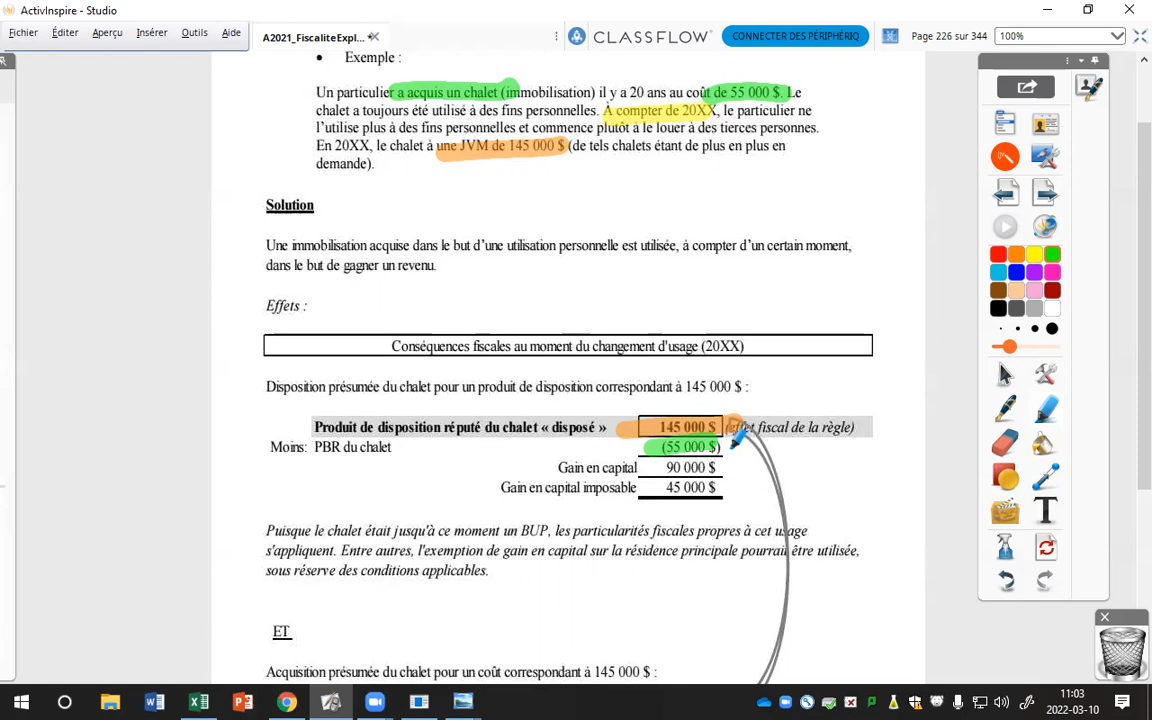 ActivInspire - Studio
Fichier Éditer Aperçu Insérer Outils Aide
A2021_FiscaliteExpl...
CLASSFLOW
CONNECTER DES PÉRIPHÉRIQ
Page 226 sur 344
100%
• Exemple :
Un particulier a acquis un chalet (immobilisation) il y a 20 ans au coût de 55 000 $. Le
chalet a toujours été utilisé à des fins personnelles. À compter de 20XX, le particulier ne
l'utilise plus à des fins personnelles et commence plutôt à le louer à des tierces personnes.
En 20XX, le chalet à une JVM de 145 000 $ (de tels chalets étant de plus en plus en
demande).
Solution
Une immobilisation acquise dans le but d'une utilisation personnelle est utilisée, à compter d'un certain moment,
dans le but de gagner un revenu.
Effets :
Conséquences fiscales au moment du changement d'usage (20XX)
Disposition présumée du chalet pour un produit de disposition correspondant à 145 000 $ :
Produit de disposition réputé du chalet « disposé » 145 000 $ (effet fiscal de la règle)
Moins: PBR du chalet (55 000 $)
Gain en capital 90 000 $
Gain en capital imposable 45 000 $
Puisque le chalet était jusqu'à ce moment un BUP, les particularités fiscales propres à cet usage
s'appliquent. Entre autres, l'exemption de gain en capital sur la résidence principale pourrait être utilisée,
sous réserve des conditions applicables.
ET
Acquisition présumée du chalet pour un coût correspondant à 145 000 $ :
11:03
2022-03-10